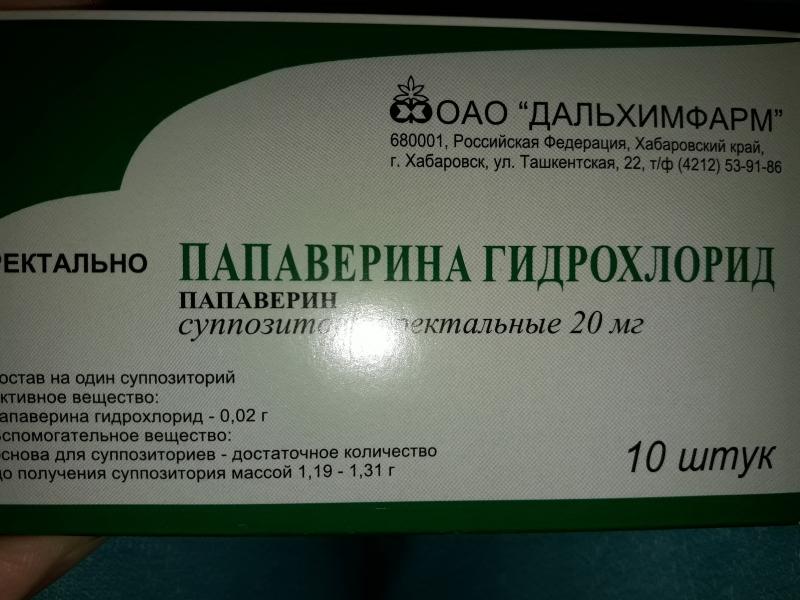 ОАО "ДАЛЬХИМФАРМ"
680001, Российская Федерация, Хабаровский край,
г. Хабаровск, ул. Ташкентская, 22, т/ф (4212) 53-91-86
РЕКТАЛЬНО
ПАПАВЕРИНА ГИДРОХЛОРИД
ПАПАВЕРИН
ректальные 20 мг
остав на один суппозиторий
ктивное вещество:
апаверина гидрохлорид - 0,02 г
спомогательное вещество:
основа для суппозиториев - достаточное количество
до получения суппозитория массой 1,19 - 1,31 г
10 штук